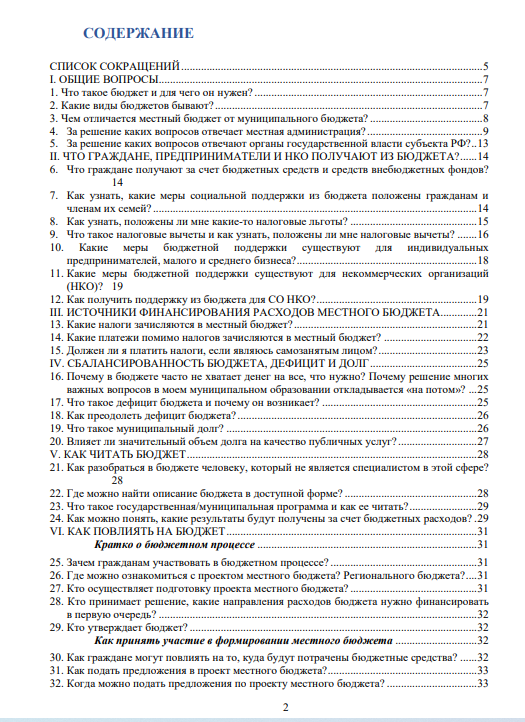 СОДЕРЖАНИЕ
СПИСОК СОКРАЩЕНИЙ.....5
I. ОБЩИЕ ВОПРОСЫ.....7
1. Что такое бюджет и для чего он нужен?.....7
2. Какие виды бюджетов бывают?.....7
3. Чем отличается местный бюджет от муниципального бюджета?.....8
4. За решение каких вопросов отвечает местная администрация?.....9
5. За решение каких вопросов отвечают органы государственной власти субъекта РФ?..13
II. ЧТО ГРАЖДАНЕ, ПРЕДПРИНИМАТЕЛИ И НКО ПОЛУЧАЮТ ИЗ БЮДЖЕТА?......14
6. Что граждане получают за счет бюджетных средств и средств внебюджетных фондов?
14
7. Как узнать, какие меры социальной поддержки из бюджета положены гражданам и
членам их семей?.....14
8. Как узнать, положены ли мне какие-то налоговые льготы?.....15
9. Что такое налоговые вычеты и как узнать, положены ли мне налоговые вычеты?......16
10. Какие меры бюджетной поддержки существуют для индивидуальных
предпринимателей, малого и среднего бизнеса?.....18
11. Какие меры бюджетной поддержки существуют для некоммерческих организаций
(НКО)? 19
12. Как получить поддержку из бюджета для СО НКО?.....19
III. ИСТОЧНИКИ ФИНАНСИРОВАНИЯ РАСХОДОВ МЕСТНОГО БЮДЖЕТА.....21
13. Какие налоги зачисляются в местный бюджет?.....21
14. Какие платежи помимо налогов зачисляются в местный бюджет?.....22
15. Должен ли я платить налоги, если являюсь самозанятым лицом?.....23
IV. СБАЛАНСИРОВАННОСТЬ БЮДЖЕТА, ДЕФИЦИТ И ДОЛГ.....25
16. Почему в бюджете часто не хватает денег на все, что нужно? Почему решение многих
важных вопросов в моем муниципальном образовании откладывается «на потом»? ...25
17. Что такое дефицит бюджета и почему он возникает?.....25
18. Как преодолеть дефицит бюджета?.....26
19. Что такое муниципальный долг?.....26
20. Влияет ли значительный объем долга на качество публичных услуг?.....27
V. КАК ЧИТАТЬ БЮДЖЕТ.....28
21. Как разобраться в бюджете человеку, который не является специалистом в этой сфере?
28
22. Где можно найти описание бюджета в доступной форме?.....28
23. Что такое государственная/муниципальная программа и как ее читать?.....29
24. Как можно понять, какие результаты будут получены за счет бюджетных расходов? .29
VI. КАК ПОВЛИЯТЬ НА БЮДЖЕТ.....31
Кратко о бюджетном процессе.....31
25. Зачем гражданам участвовать в бюджетном процессе?.....31
26. Где можно ознакомиться с проектом местного бюджета? Регионального бюджета?....31
27. Кто осуществляет подготовку проекта местного бюджета?.....31
28. Кто принимает решение, какие направления расходов бюджета нужно финансировать
в первую очередь?.....32
29. Кто утверждает бюджет?.....32
Как принять участие в формировании местного бюджета.....32
30. Как граждане могут повлиять на то, куда будут потрачены бюджетные средства?......32
31. Как подать предложения в проект местного бюджета?.....33
32. Когда можно подать предложения по проекту местного бюджета?.....33
2